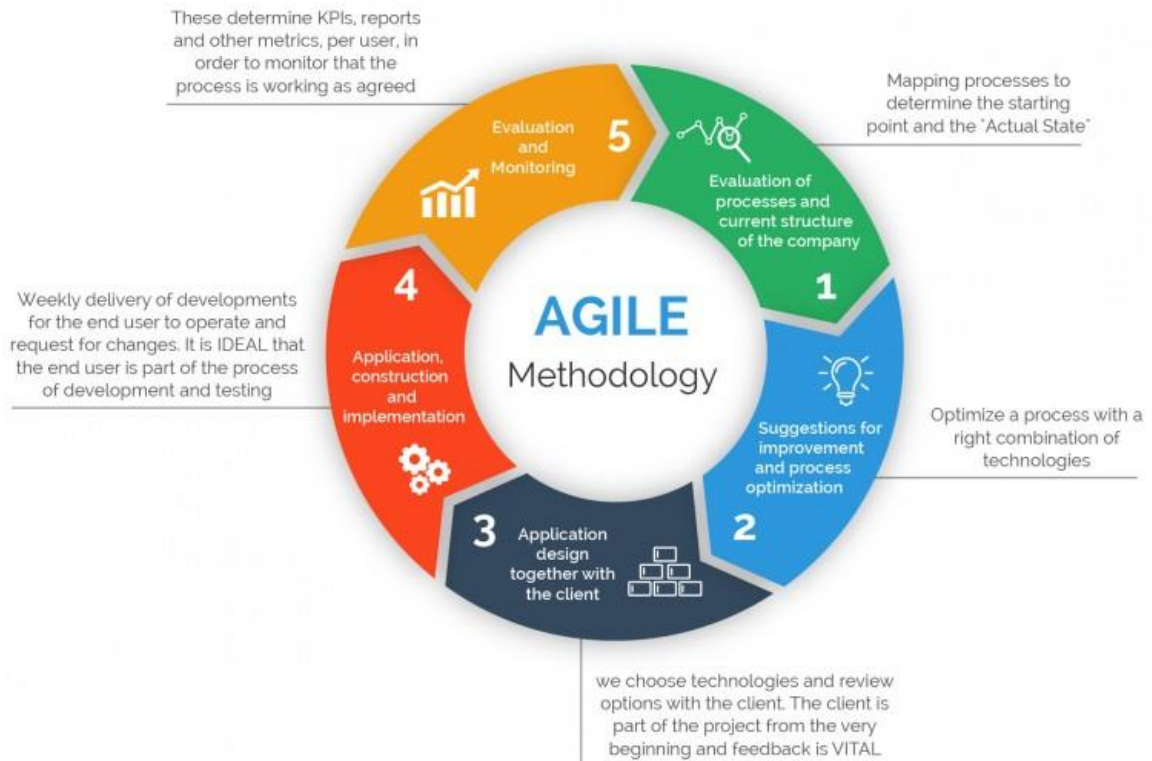 These determine KPIs, reports
and other metrics, per user, in
order to monitor that the
process is working as agreed
Mapping processes to
determine the starting
point and the "Actual State"
Evaluation
and
Monitoring
5
Evaluation of
processes and
current structure
of the company
1
Weekly delivery of developments
for the end user to operate and
request for changes. It is IDEAL that
the end user is part of the process
of development and testing
4
Application,
construction
and
implementation
AGILE
Methodology
Suggestions for
improvement
and process
optimization
2
Optimize a process with a
right combination of
technologies
3
Application
design
together with
the client
we choose technologies and review
options with the client. The client is
part of the project from the very
beginning and feedback is VITAL